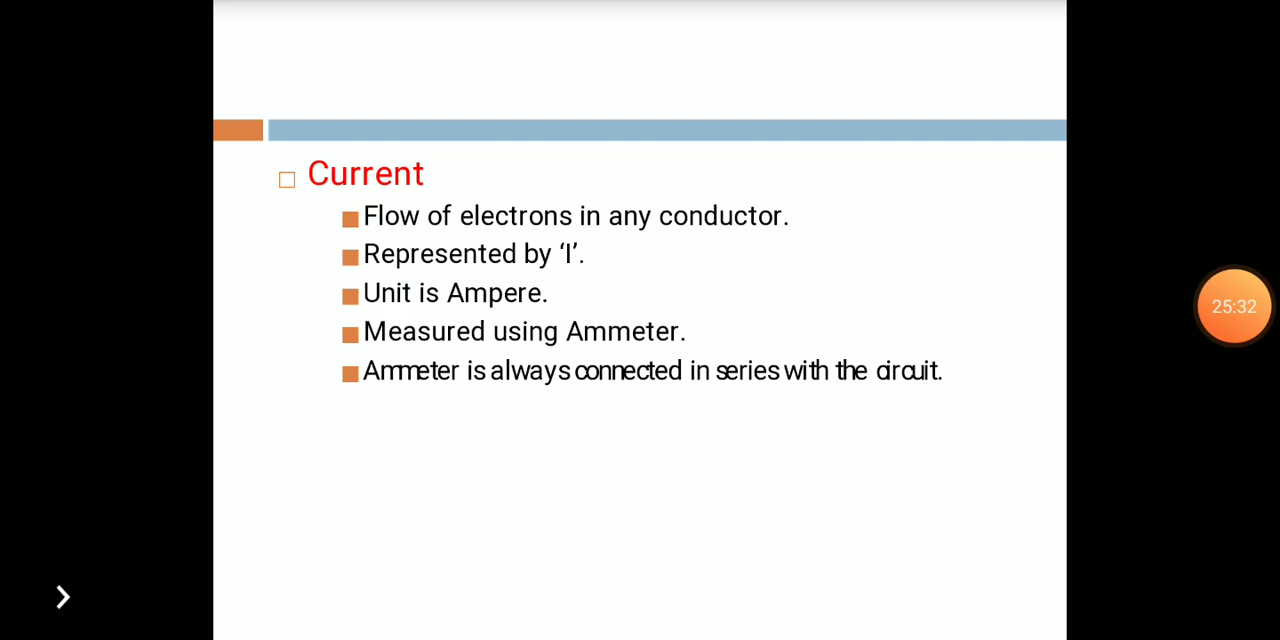 Current
Flow of electrons in any conductor.
Represented by ‘I’.
Unit is Ampere.
Measured using Ammeter.
Ammeter is always connected in series with the circuit.
25:32